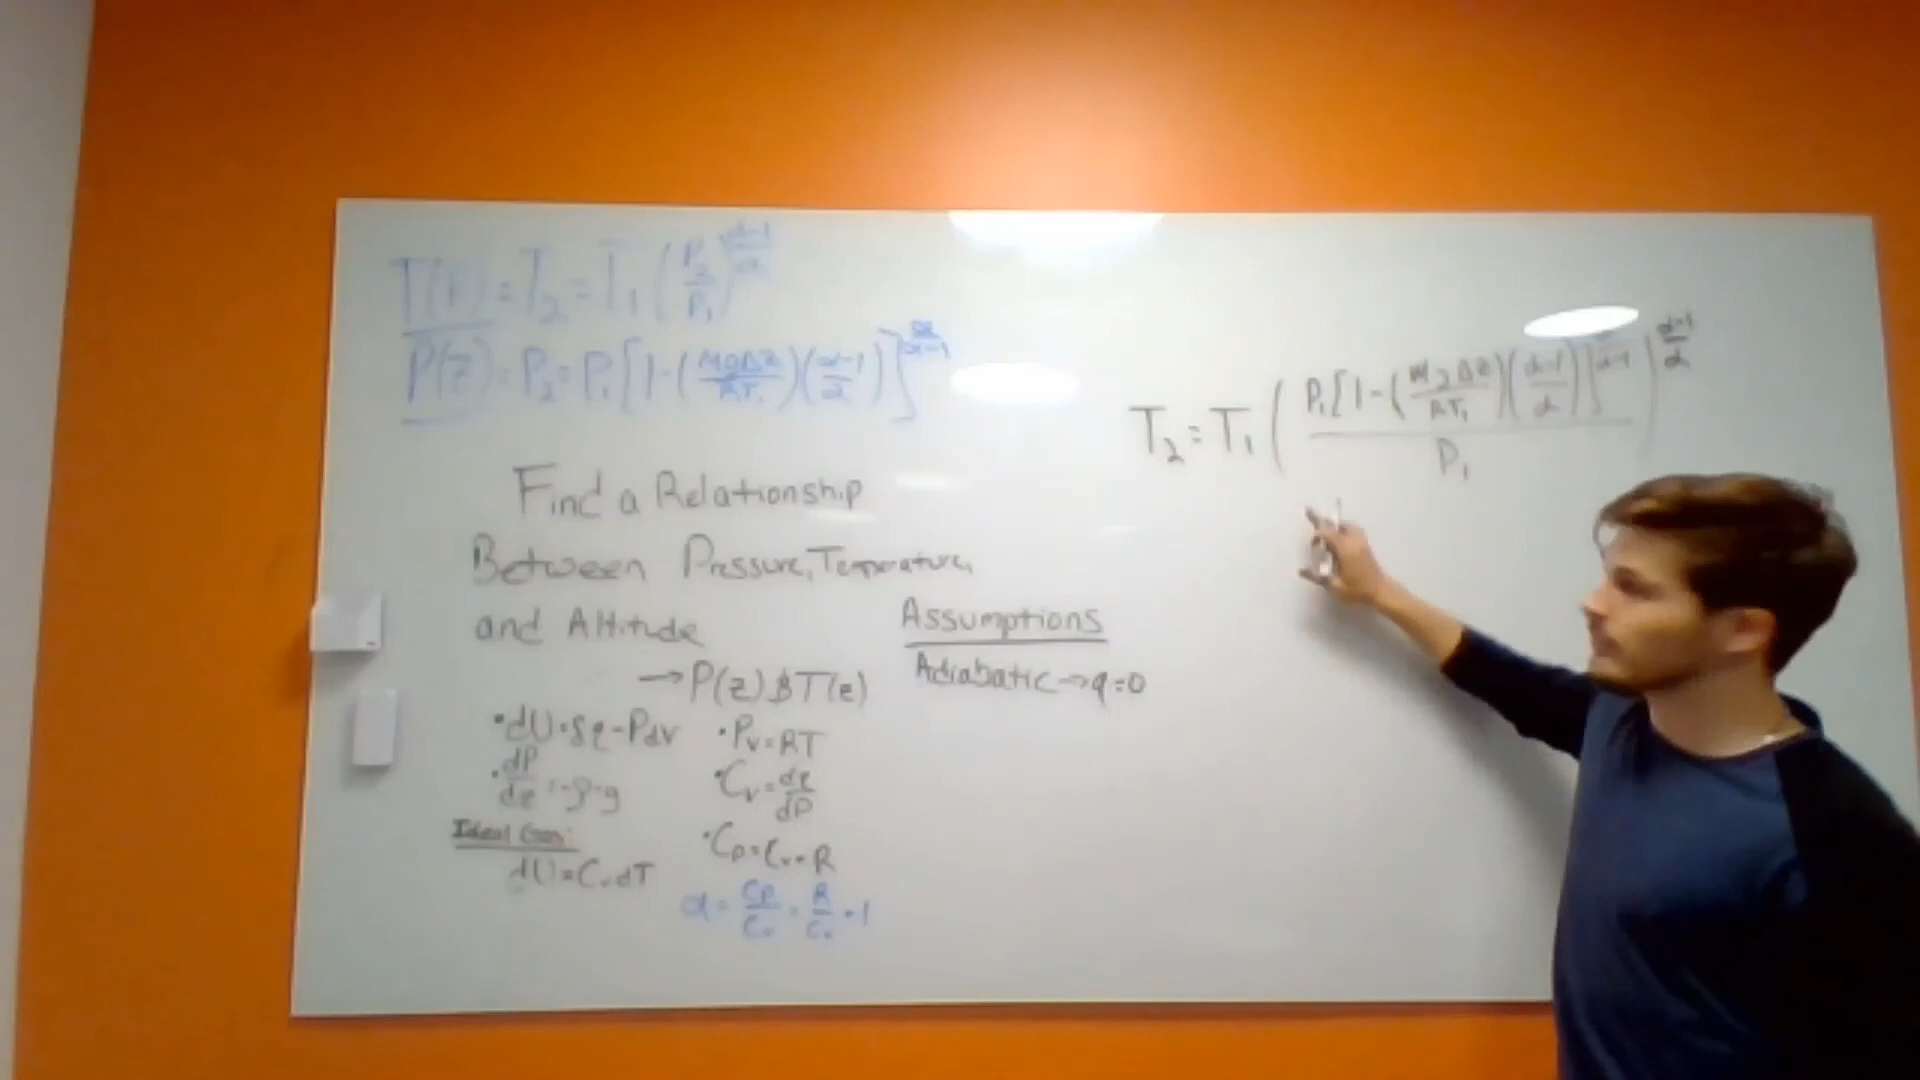 T(P) = T₂ = T₁ (P₂/P₁)^((α-1)/α)
P(z) = P₂ = P₁ [1-(MgΔz/RT₁)(α-1/α)]^(α/(α-1))
T₂ = T₁ (P₁[1-(MgΔz/RT₁)(α-1/α)]^(α/(α-1)) / P₁)^((α-1)/α)
Find a Relationship
Between Pressure, Temperature,
and Altitude
→ P(z) & T(z)
Assumptions
Adiabatic → q=0
• dU = δq - PdV
• dP/dz = -ρ·g
Ideal Gas:
dU = CvdT
• Pv = RT
• Cv = dq/dP
• Cp = Cv + R
α = Cp/Cv = R/Cv + 1